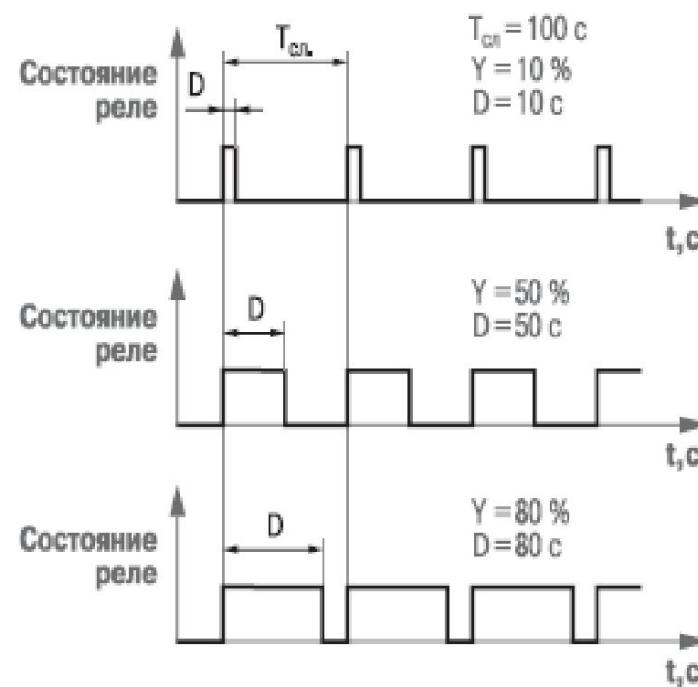 Tсл.
Tсл = 100 с
Y = 10 %
D = 10 с
Состояние
реле
D
t,с
Y = 50 %
D = 50 с
Состояние
реле
D
t,с
Y = 80 %
D = 80 с
Состояние
реле
D
t,с